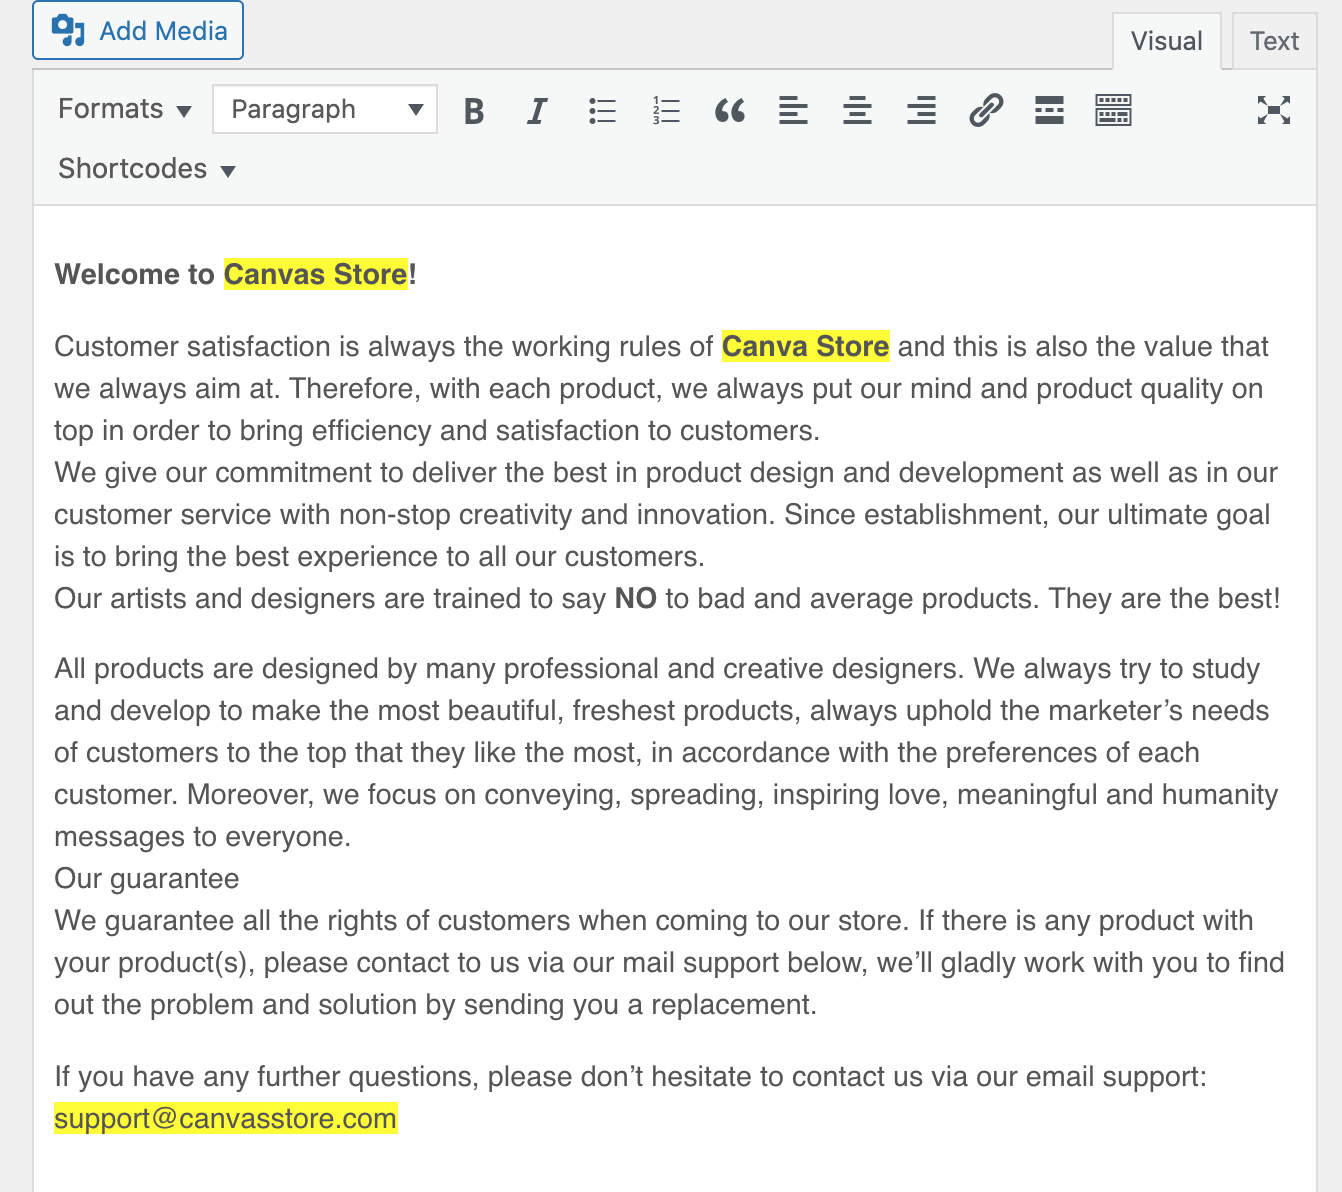 Add Media
Visual Text
Formats Paragraph
Shortcodes
Welcome to Canvas Store!
Customer satisfaction is always the working rules of Canva Store and this is also the value that
we always aim at. Therefore, with each product, we always put our mind and product quality on
top in order to bring efficiency and satisfaction to customers.
We give our commitment to deliver the best in product design and development as well as in our
customer service with non-stop creativity and innovation. Since establishment, our ultimate goal
is to bring the best experience to all our customers.
Our artists and designers are trained to say NO to bad and average products. They are the best!
All products are designed by many professional and creative designers. We always try to study
and develop to make the most beautiful, freshest products, always uphold the marketer’s needs
of customers to the top that they like the most, in accordance with the preferences of each
customer. Moreover, we focus on conveying, spreading, inspiring love, meaningful and humanity
messages to everyone.
Our guarantee
We guarantee all the rights of customers when coming to our store. If there is any product with
your product(s), please contact to us via our mail support below, we’ll gladly work with you to find
out the problem and solution by sending you a replacement.
If you have any further questions, please don’t hesitate to contact us via our email support:
support@canvasstore.com